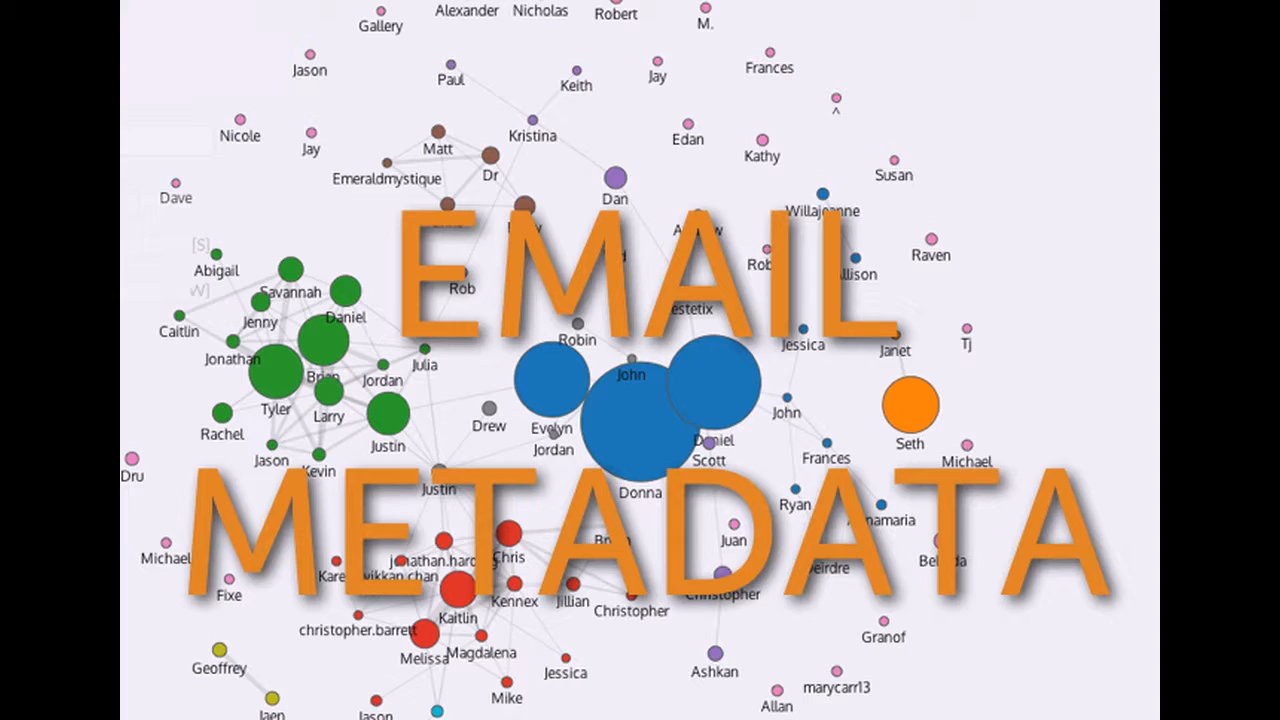 Alexander Nicholas Robert M.
Gallery
Jason Paul Keith Jay Frances
^
Nicole Jay Matt Kristina Edan Kathy
Emeraldmystique Dr Susan
Dave Dan Willajeanne
EMAIL
[S]
Abigail Raven
W]
Savannah Rob Allison
Caitlin Jenny Daniel
Jonathan Brian Jordan Julia Robin John Jessica Janet Tj
Tyler Larry Drew Evelyn John Seth
Rachel Justin Jordan Daniel Scott Frances Michael
Jason Kevin
Dru Justin Donna Ryan Annamaria
METADATA
Michael Chris Juan
Fixe Kaitlin Kennex Jillian Christopher Christopher
christopher.barrett Granof
Geoffrey Melissa Magdalena Jessica Ashkan
Mike marycarr13
Jaen Jason Allan